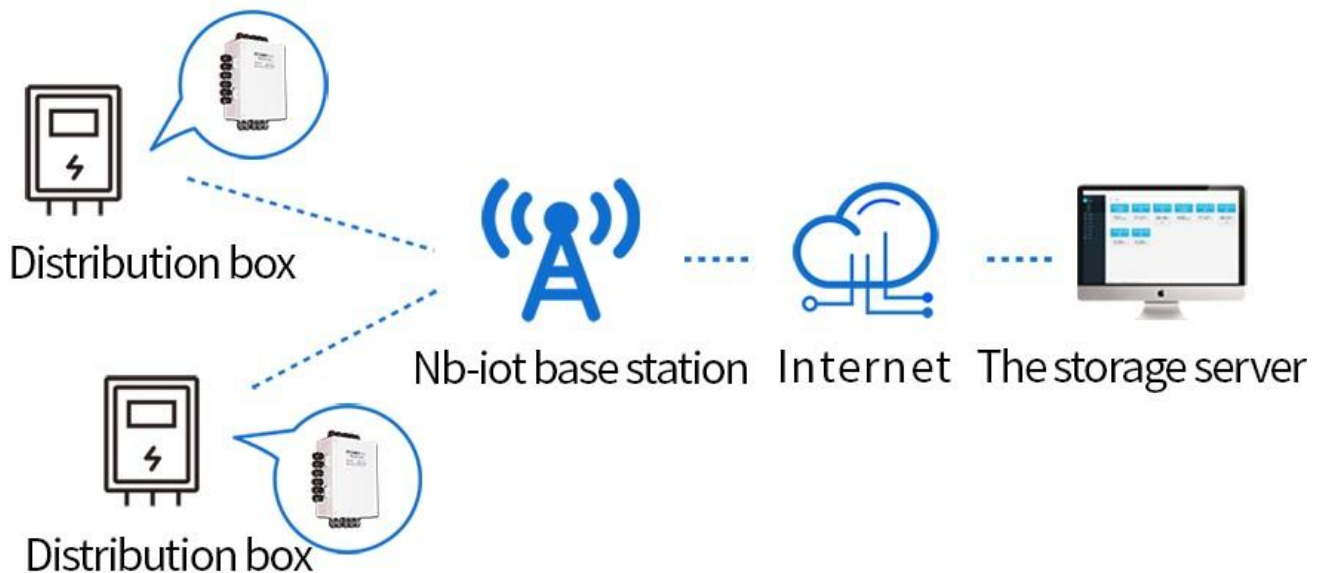 Distribution box
Nb-iot base station
Internet
The storage server
Distribution box